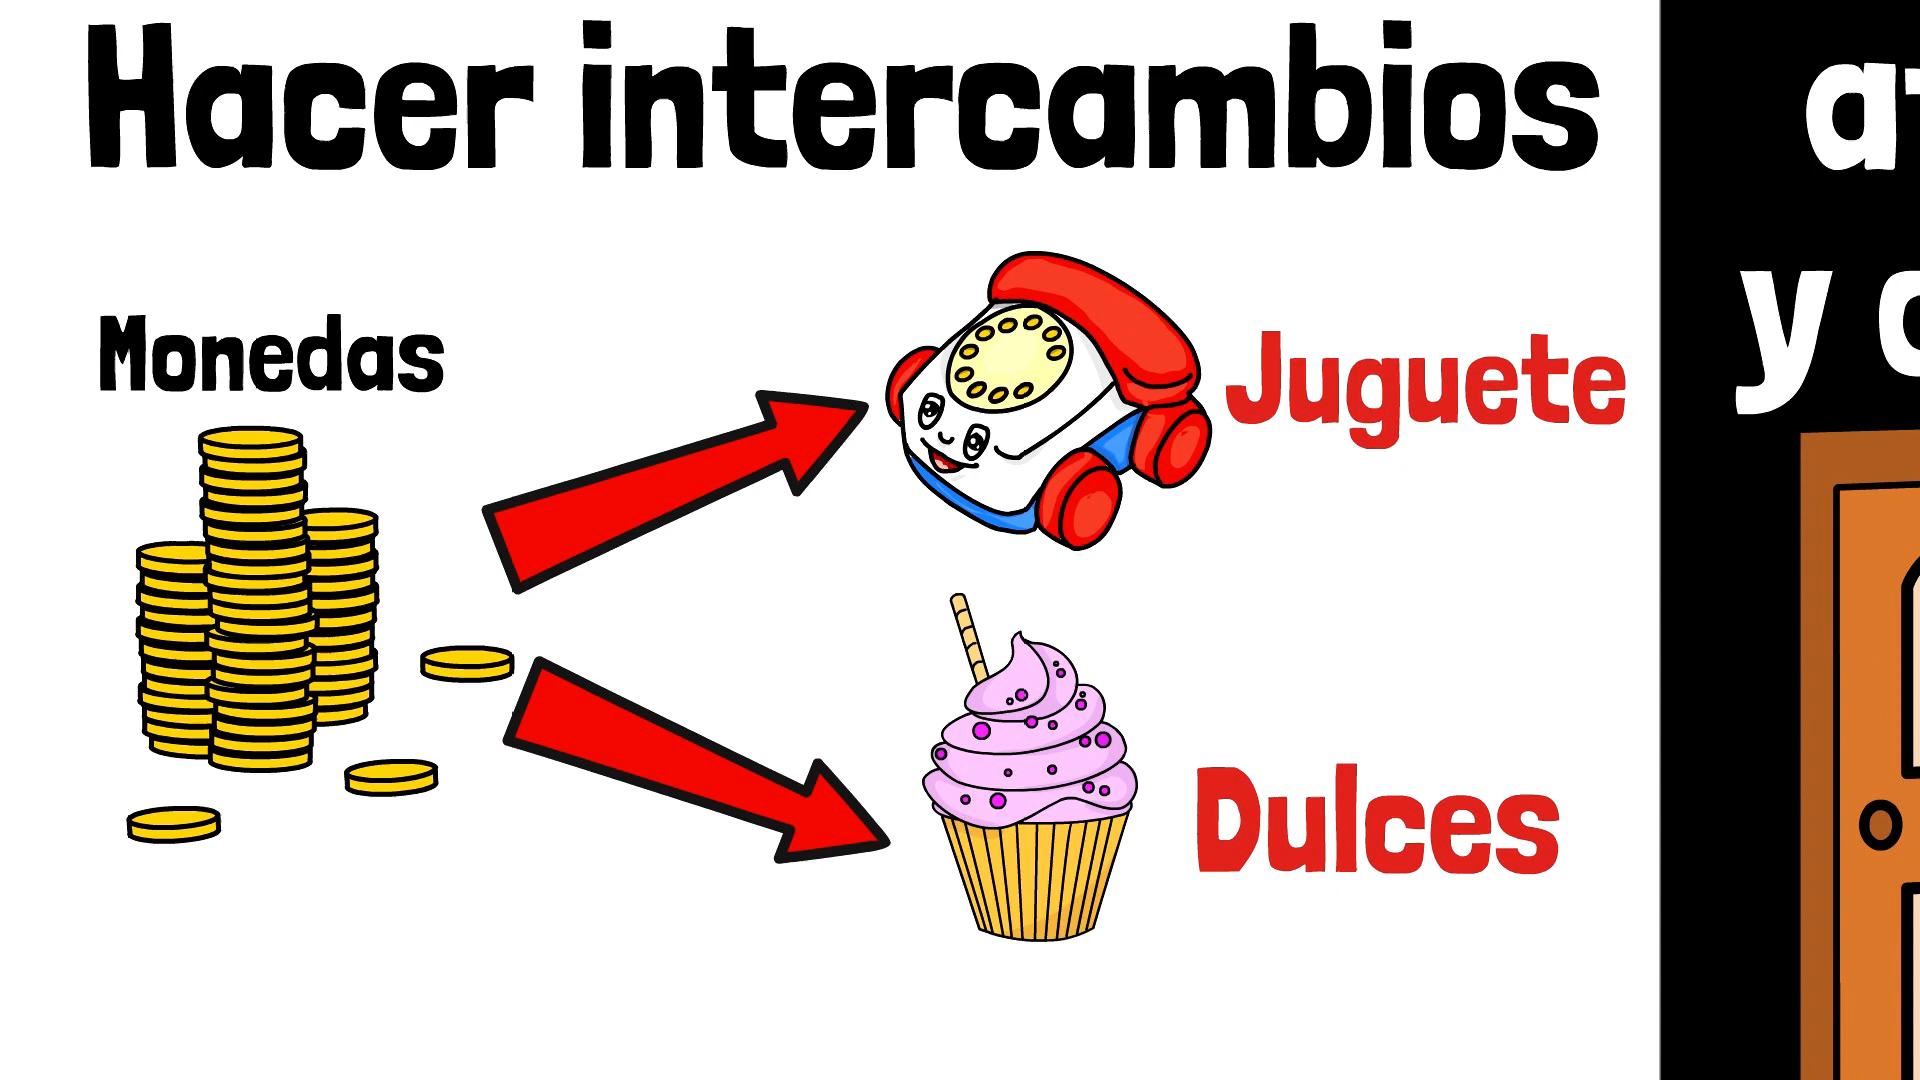 Hacer intercambios
Monedas
Juguete
Dulces
y